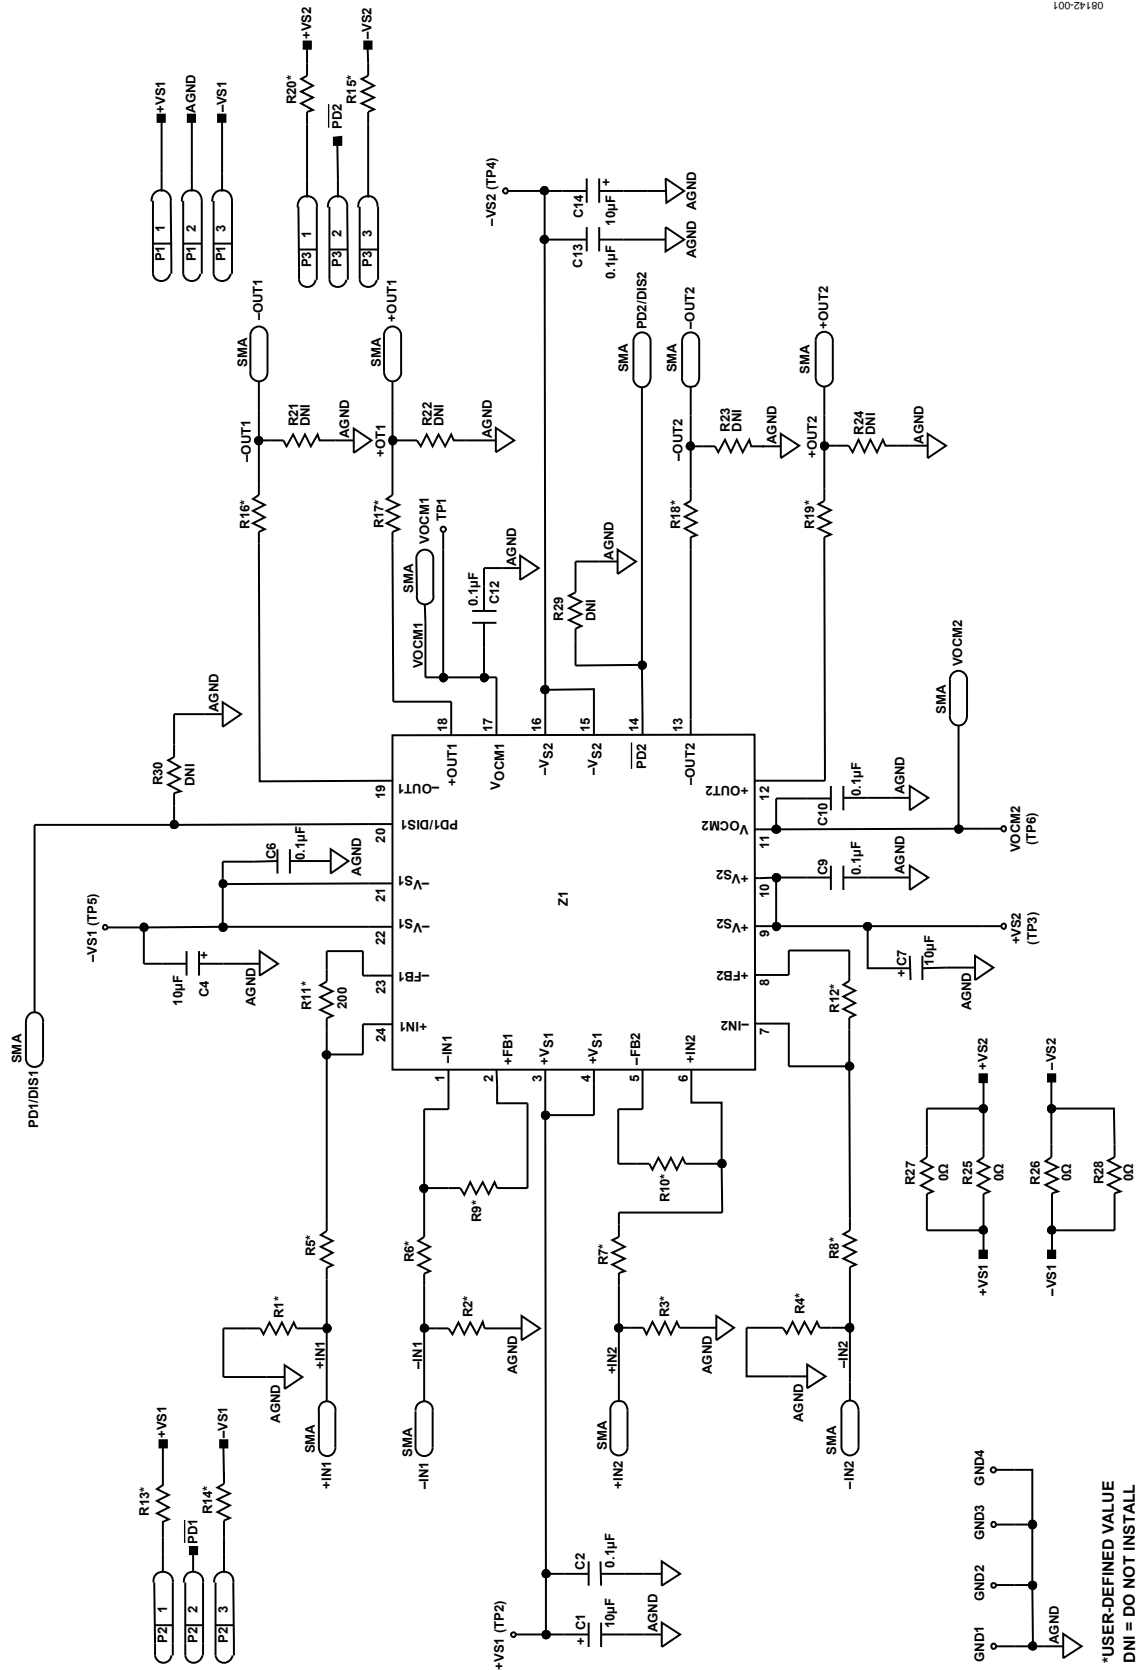 08142-001
P1 1
+VS1
P1 2
AGND
P1 3
–VS1
P3 1
R20*
+VS2
P3 2
PD2
P3 3
R15*
–VS2
PD1/DIS1
SMA
R30
DNI
AGND
–VS1 (TP5)
10µF
C4
AGND
C6
0.1µF
AGND
R16*
–OUT1
SMA
–OUT1
R21
DNI
AGND
R17*
+OT1
SMA
+OUT1
R22
DNI
AGND
VOCM1
SMA
VOCM1
TP1
0.1µF
C12
AGND
–VS2 (TP4)
C13
0.1µF
AGND
C14
10µF
+
AGND
R29
DNI
AGND
SMA
PD2/DIS2
R18*
–OUT2
SMA
–OUT2
R23
DNI
AGND
R19*
+OUT2
SMA
+OUT2
R24
DNI
AGND
P2 1
R13*
+VS1
P2 2
PD1
P2 3
R14*
–VS1
+IN1
SMA
+IN1
AGND
R1*
R5*
R11*
200
–IN1
SMA
–IN1
R2*
AGND
R6*
R9*
+VS1 (TP2)
+
C1
10µF
AGND
C2
0.1µF
+IN2
SMA
+IN2
R3*
AGND
R7*
R10*
–IN2
SMA
–IN2
AGND
R4*
R8*
R12*
Z1
24
+IN1
23
–FB1
22
–VS1
21
–VS1
20
PD1/DIS1
19
–OUT1
1
–IN1
2
+FB1
3
+VS1
4
+VS1
5
–FB2
6
+IN2
18
+OUT1
17
VOCM1
16
–VS2
15
–VS2
14
PD2
13
–OUT2
7
–IN2
8
+FB2
9
+VS2
10
+VS2
11
VOCM2
12
+OUT2
+
C7
10µF
AGND
+VS2
(TP3)
C9
0.1µF
AGND
C10
0.1µF
AGND
VOCM2
(TP6)
SMA
VOCM2
+VS1
R27
0Ω
R25
0Ω
+VS2
–VS1
R26
0Ω
R28
0Ω
–VS2
GND1
GND2
GND3
GND4
AGND
*USER-DEFINED VALUE
DNI = DO NOT INSTALL